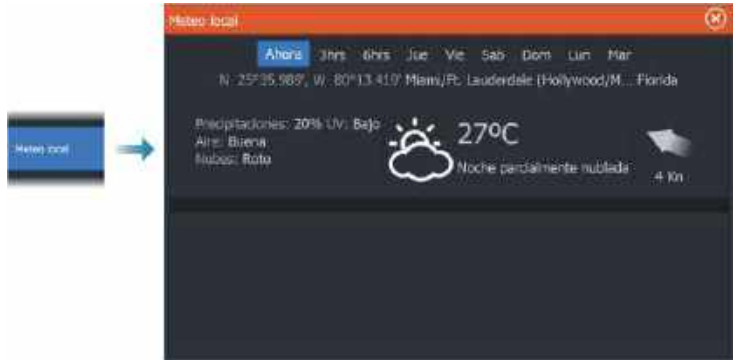 Meteo local
Meteo local
Ahora 3hrs 6hrs Jue Vie Sab Dom Lun Mar
N 25°35.989', W 80°13.419' Miami/Ft. Lauderdale (Hollywood/M... Florida
Precipitaciones: 20% UV: Bajo
Aire: Buena
Nubes: Roto
27ºC
Noche parcialmente nublada
4 Kn